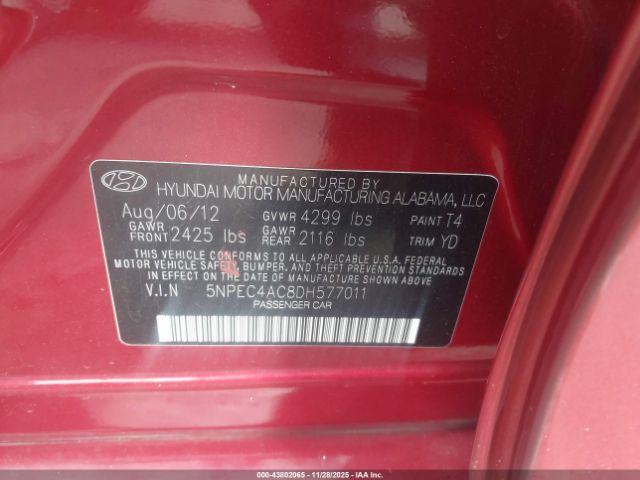 MANUFACTURED BY
HYUNDAI MOTOR MANUFACTURING ALABAMA, LLC
Aug/06/12 GVWR 4299 lbs PAINT T4
GAWR FRONT 2425 lbs GAWR REAR 2116 lbs TRIM YD
THIS VEHICLE CONFORMS TO ALL APPLICABLE U.S.A. FEDERAL
MOTOR VEHICLE SAFETY, BUMPER, AND THEFT PREVENTION STANDARDS
IN EFFECT ON THE DATE OF MANUFACTURE SHOWN ABOVE.
V.I.N 5NPEC4AC8DH577011
PASSENGER CAR
000-43802065 - 11/28/2025 - IAAI.COM